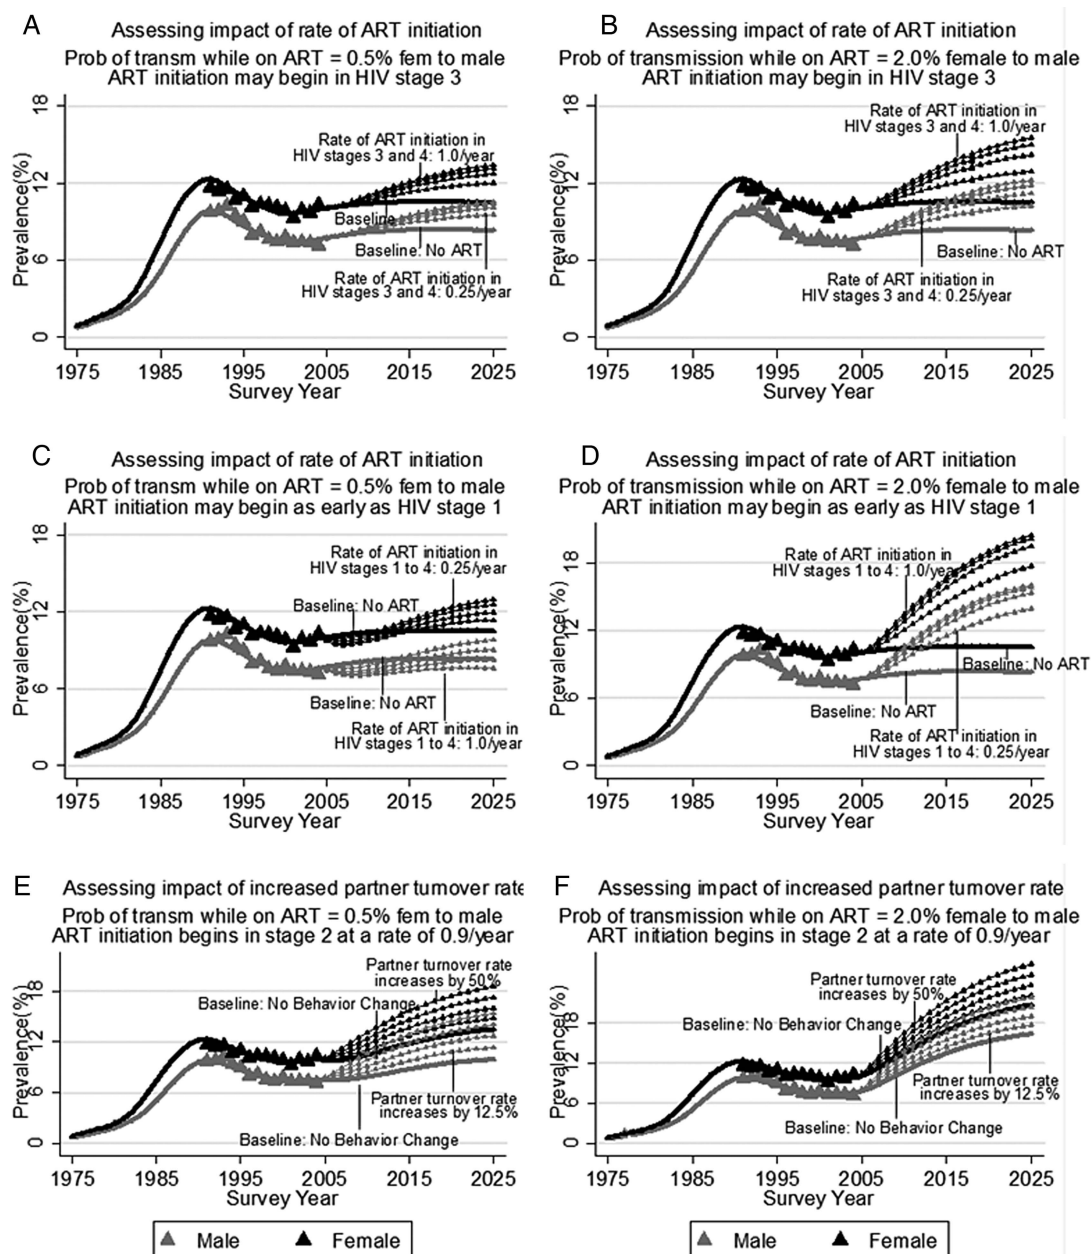 A
Assessing impact of rate of ART initiation
Prob of transm while on ART = 0.5% fem to male
ART initiation may begin in HIV stage 3
Prevalence(%)
18
12
6
0
Rate of ART initiation in
HIV stages 3 and 4: 1.0/year
Baseline
Baseline: No ART
Rate of ART initiation in
HIV stages 3 and 4: 0.25/year
1975 1985 1995 2005 2015 2025
Survey Year
B
Assessing impact of rate of ART initiation
Prob of transmission while on ART = 2.0% female to male
ART initiation may begin in HIV stage 3
Prevalence(%)
18
12
6
0
Rate of ART initiation in
HIV stages 3 and 4: 1.0/year
Baseline: No ART
Rate of ART initiation in
HIV stages 3 and 4: 0.25/year
1975 1985 1995 2005 2015 2025
Survey Year
C
Assessing impact of rate of ART initiation
Prob of transm while on ART = 0.5% fem to male
ART initiation may begin as early as HIV stage 1
Prevalence(%)
18
12
6
0
Rate of ART initiation in
HIV stages 1 to 4: 0.25/year
Baseline: No ART
Baseline: No ART
Rate of ART initiation in
HIV stages 1 to 4: 1.0/year
1975 1985 1995 2005 2015 2025
Survey Year
D
Assessing impact of rate of ART initiation
Prob of transmission while on ART = 2.0% female to male
ART initiation may begin as early as HIV stage 1
Prevalence(%)
18
12
6
0
Rate of ART initiation in
HIV stages 1 to 4: 1.0/year
Baseline: No ART
Baseline: No ART
Rate of ART initiation in
HIV stages 1 to 4: 0.25/year
1975 1985 1995 2005 2015 2025
Survey Year
E
Assessing impact of increased partner turnover rate
Prob of transm while on ART = 0.5% fem to male
ART initiation begins in stage 2 at a rate of 0.9/year
Prevalence(%)
18
12
6
0
Partner turnover rate
increases by 50%
Baseline: No Behavior Change
Partner turnover rate
increases by 12.5%
Baseline: No Behavior Change
1975 1985 1995 2005 2015 2025
Survey Year
Male Female
F
Assessing impact of increased partner turnover rate
Prob of transmission while on ART = 2.0% female to male
ART initiation begins in stage 2 at a rate of 0.9/year
Prevalence(%)
18
12
6
0
Partner turnover rate
increases by 50%
Baseline: No Behavior Change
Partner turnover rate
increases by 12.5%
Baseline: No Behavior Change
1975 1985 1995 2005 2015 2025
Survey Year
Male Female